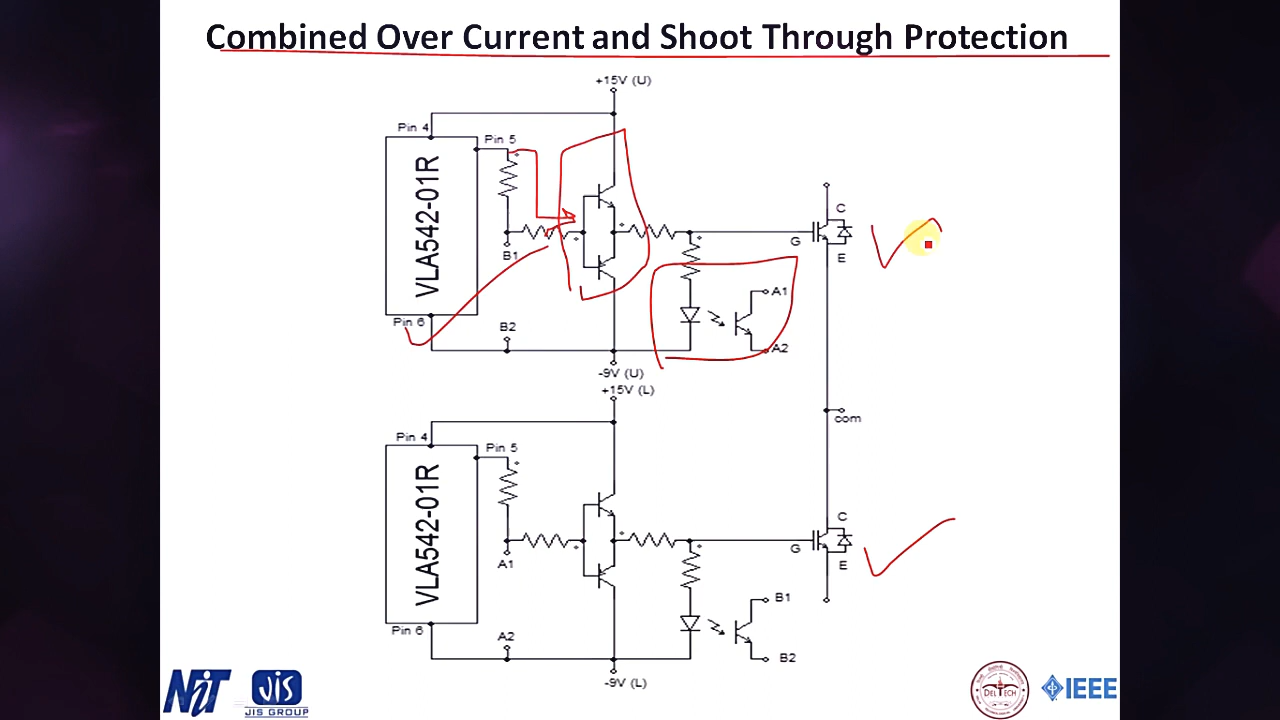 Combined Over Current and Shoot Through Protection
+15V (U)
Pin 4
Pin 5
VLA542-01R
B1
Pin 6
B2
-9V (U)
G
C
E
A1
A2
+15V (L)
com
Pin 4
Pin 5
VLA542-01R
A1
Pin 6
A2
-9V (L)
G
C
E
B1
B2
NiT
JIS
JIS GROUP
DELTECH
IEEE